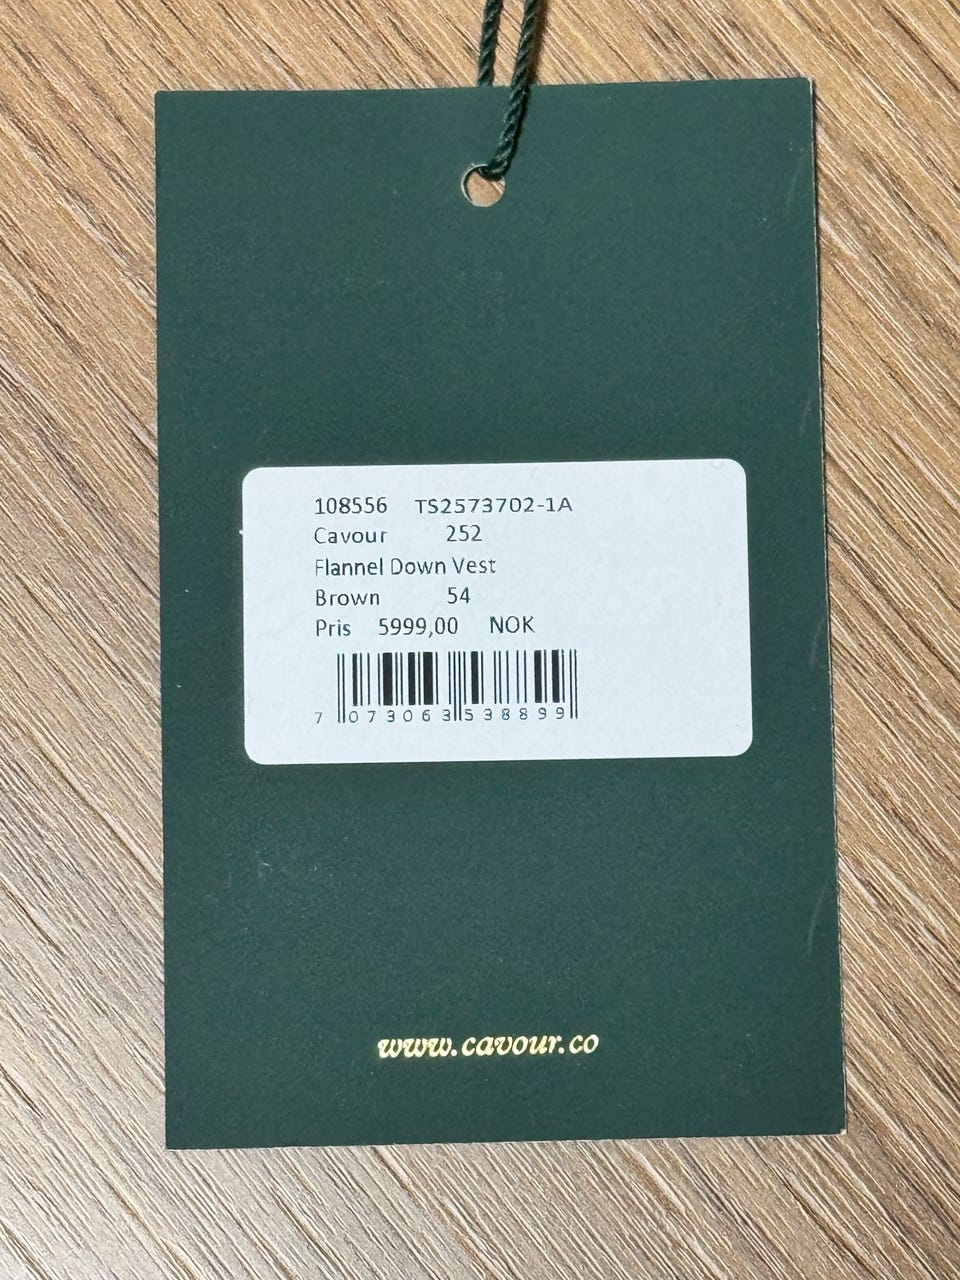 108556 TS2573702-1A
Cavour 252
Flannel Down Vest
Brown 54
Pris 5999,00 NOK
7 073063 538899
www.cavour.co